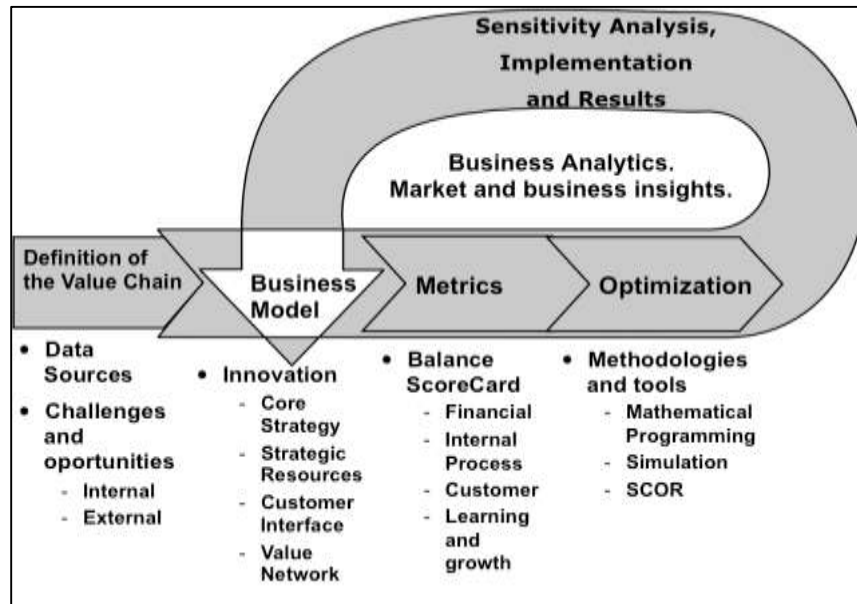 Sensitivity Analysis,
Implementation
and Results
Business Analytics.
Market and business insights.
Definition of
the Value Chain
Business
Model
Metrics
Optimization
• Data
Sources
• Challenges
and
oportunities
- Internal
- External
• Innovation
- Core
Strategy
- Strategic
Resources
- Customer
Interface
- Value
Network
• Balance
ScoreCard
- Financial
- Internal
Process
- Customer
- Learning
and
growth
• Methodologies
and tools
- Mathematical
Programming
- Simulation
- SCOR